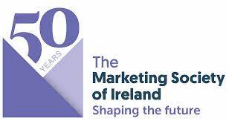 50
YEARS
The
Marketing Society
of Ireland
Shaping the future